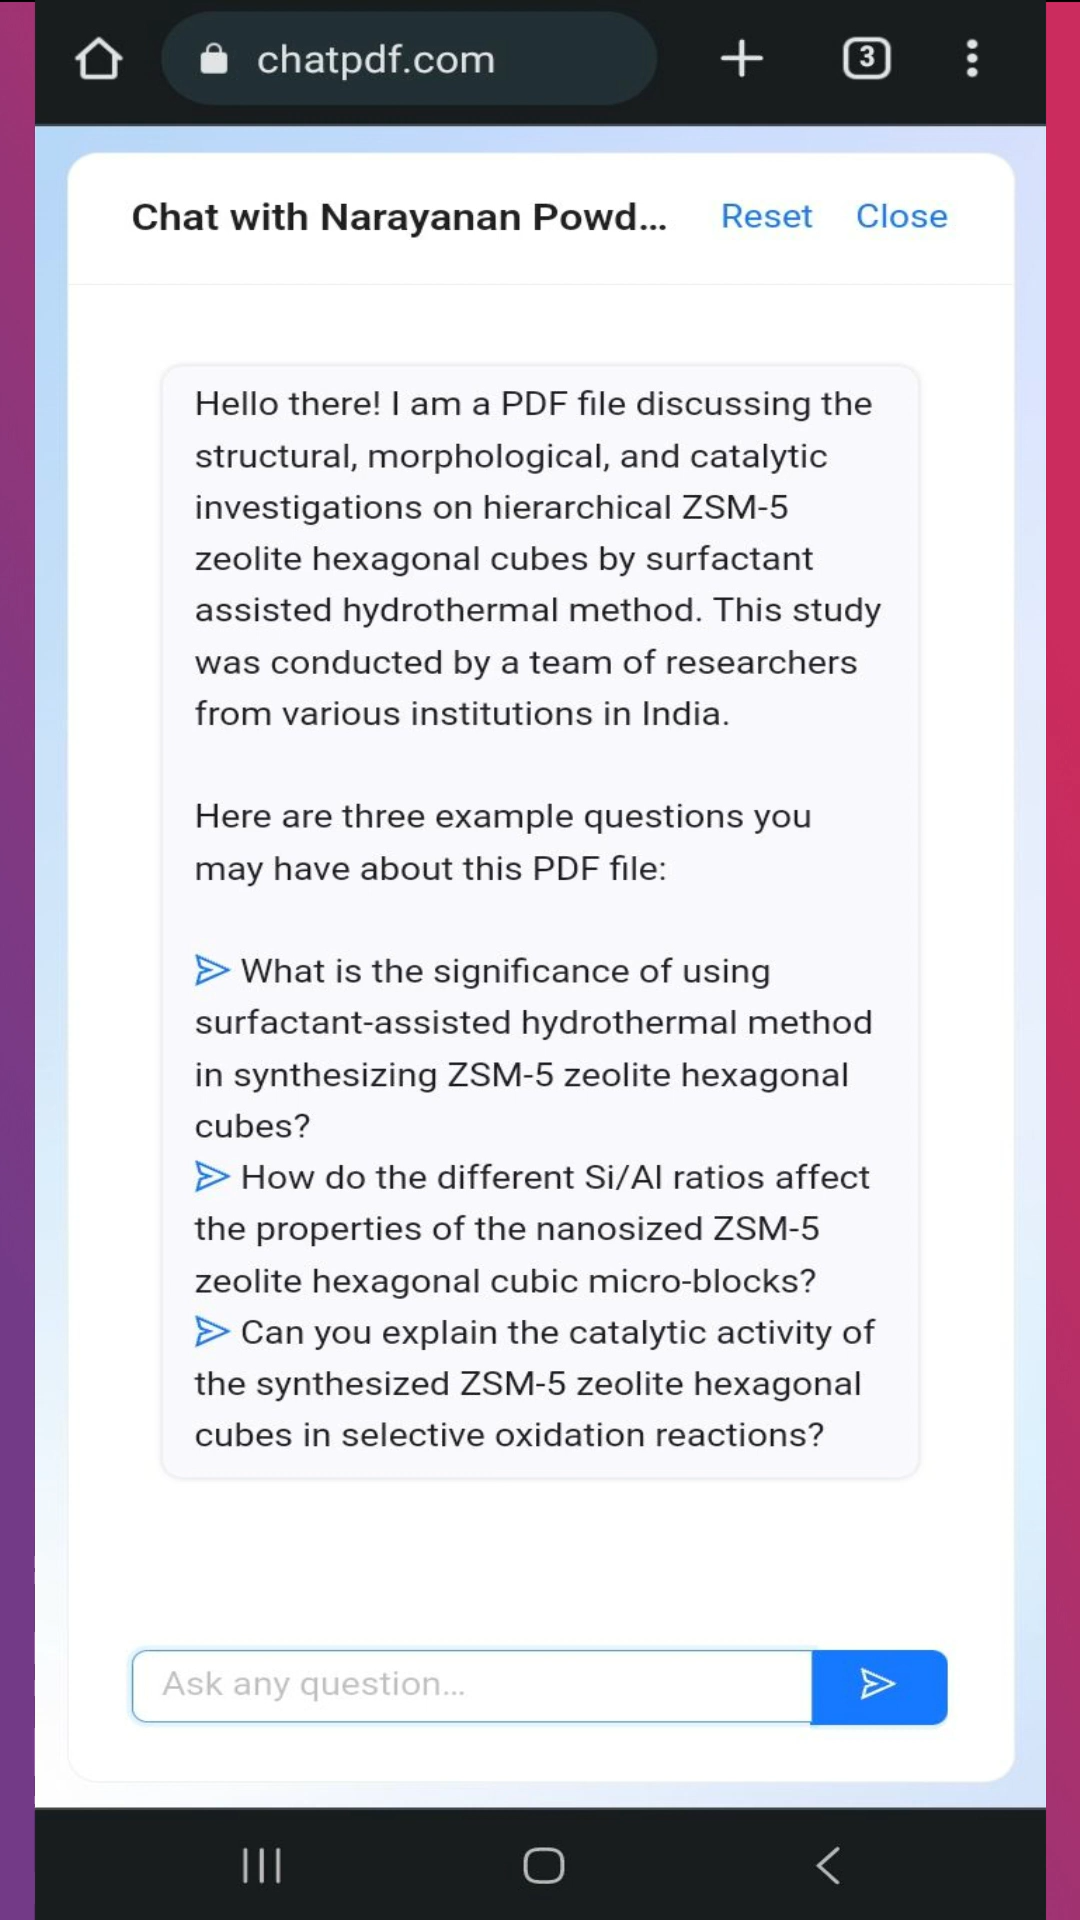 chatpdf.com
3
Chat with Narayanan Powd...
Reset
Close
Hello there! I am a PDF file discussing the
structural, morphological, and catalytic
investigations on hierarchical ZSM-5
zeolite hexagonal cubes by surfactant
assisted hydrothermal method. This study
was conducted by a team of researchers
from various institutions in India.
Here are three example questions you
may have about this PDF file:
What is the significance of using
surfactant-assisted hydrothermal method
in synthesizing ZSM-5 zeolite hexagonal
cubes?
How do the different Si/Al ratios affect
the properties of the nanosized ZSM-5
zeolite hexagonal cubic micro-blocks?
Can you explain the catalytic activity of
the synthesized ZSM-5 zeolite hexagonal
cubes in selective oxidation reactions?
Ask any question...